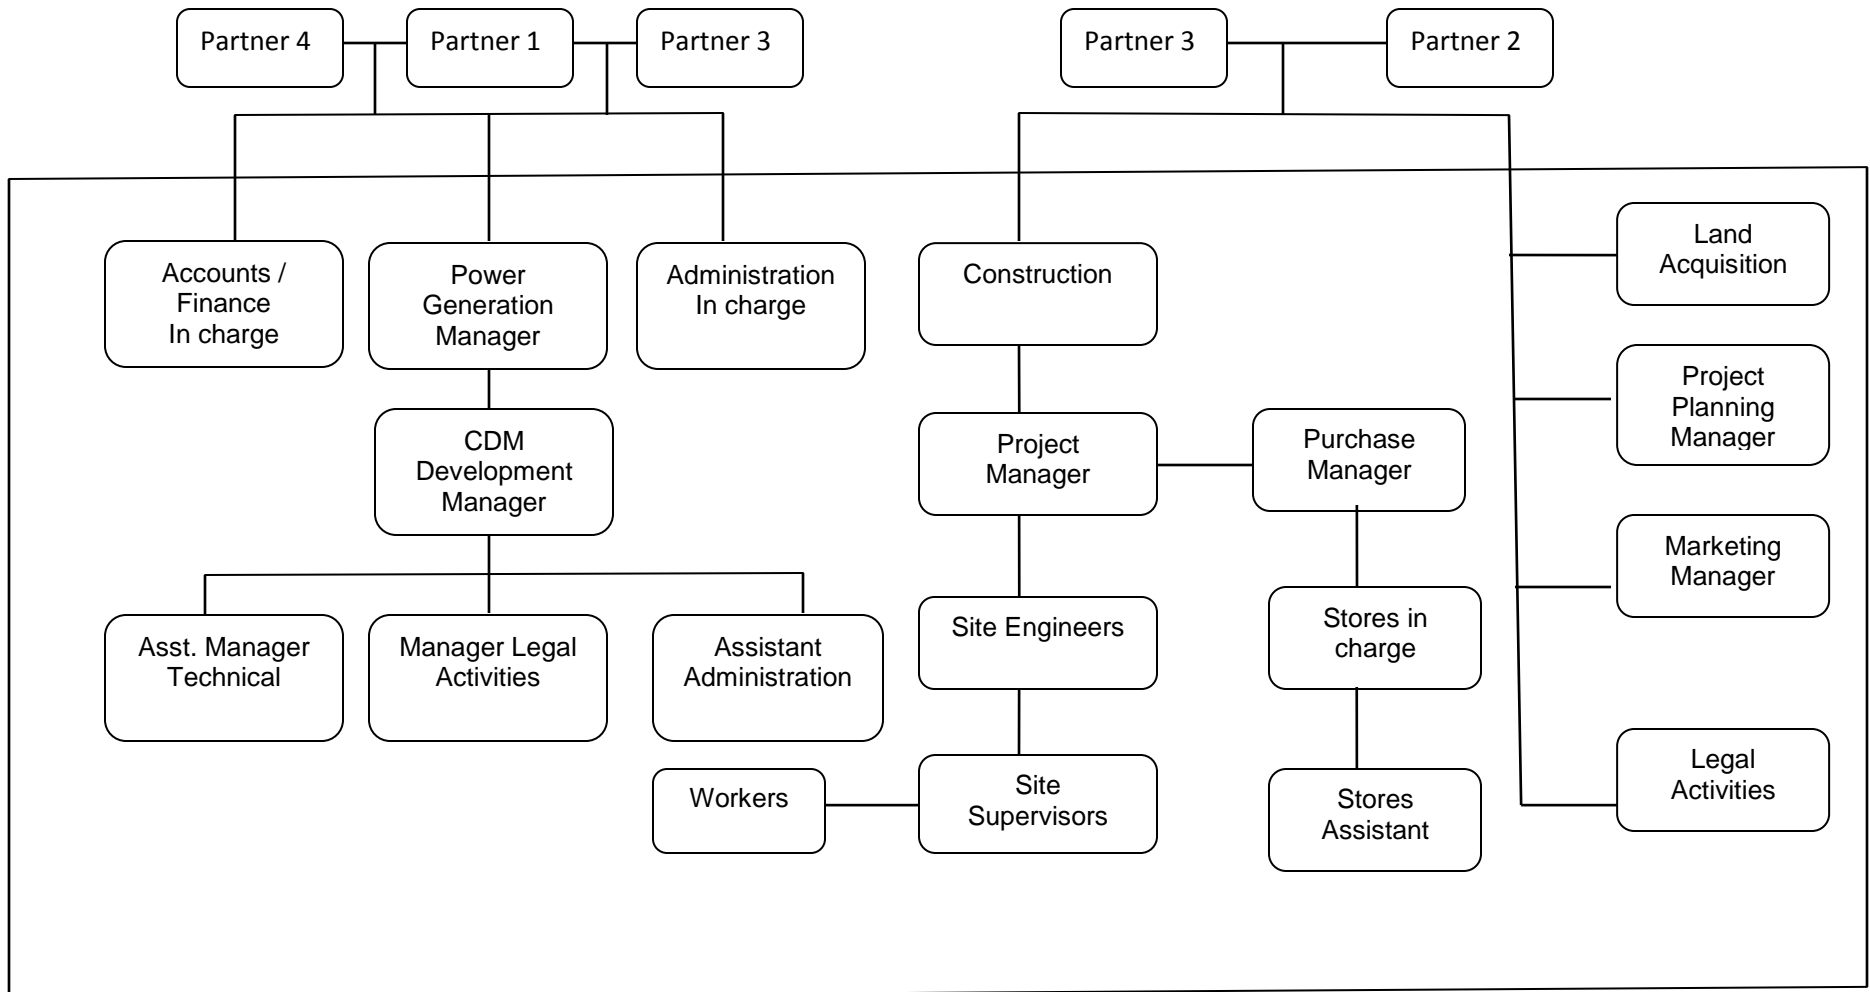 Partner 4
Partner 1
Partner 3
Partner 3
Partner 2
Accounts /
Finance
In charge
Power
Generation
Manager
Administration
In charge
Construction
Land
Acquisition
Project
Planning
Manager
CDM
Development
Manager
Project
Manager
Purchase
Manager
Marketing
Manager
Asst. Manager
Technical
Manager Legal
Activities
Assistant
Administration
Site Engineers
Stores in
charge
Workers
Site
Supervisors
Stores
Assistant
Legal
Activities